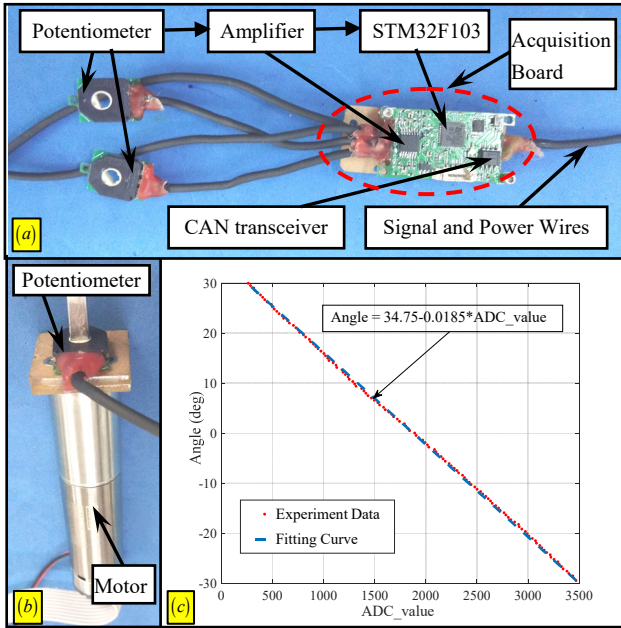 Potentiometer
Amplifier
STM32F103
Acquisition
Board
CAN transceiver
Signal and Power Wires
(a)
Potentiometer
Motor
(b)
30
20
10
0
-10
-20
-30
Angle (deg)
Angle = 34.75-0.0185*ADC_value
Experiment Data
Fitting Curve
0
500
1000
1500
2000
2500
3000
3500
ADC_value
(c)